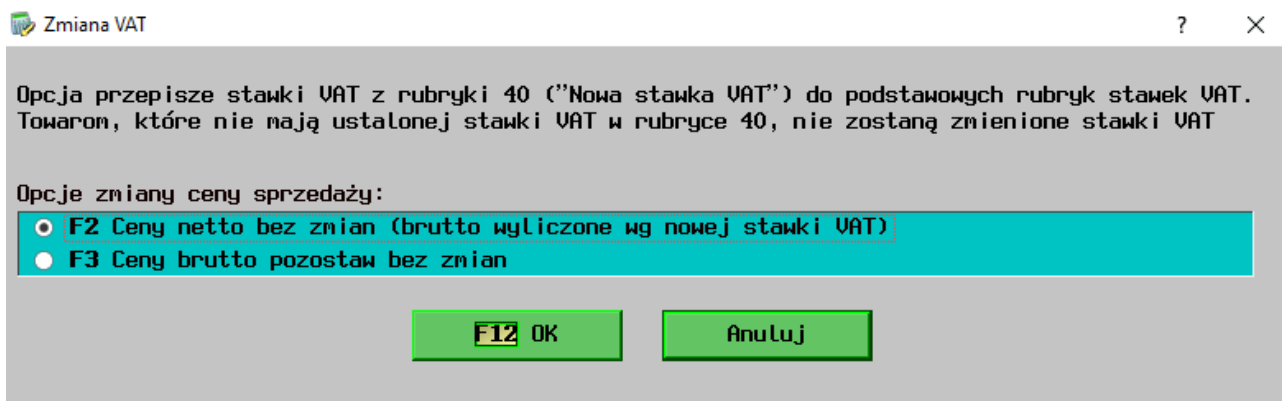 Zmiana VAT
?
Opcja przepisze stawki VAT z rubryki 40 ("Nowa stawka VAT") do podstawowych rubryk stawek VAT.
Towarom, które nie mają ustalonej stawki VAT w rubryce 40, nie zostaną zmienione stawki VAT
Opcje zmiany ceny sprzedaży:
F2 Ceny netto bez zmian (brutto wyliczone wg nowej stawki VAT)
F3 Ceny brutto pozostaw bez zmian
F12 OK
Anuluj